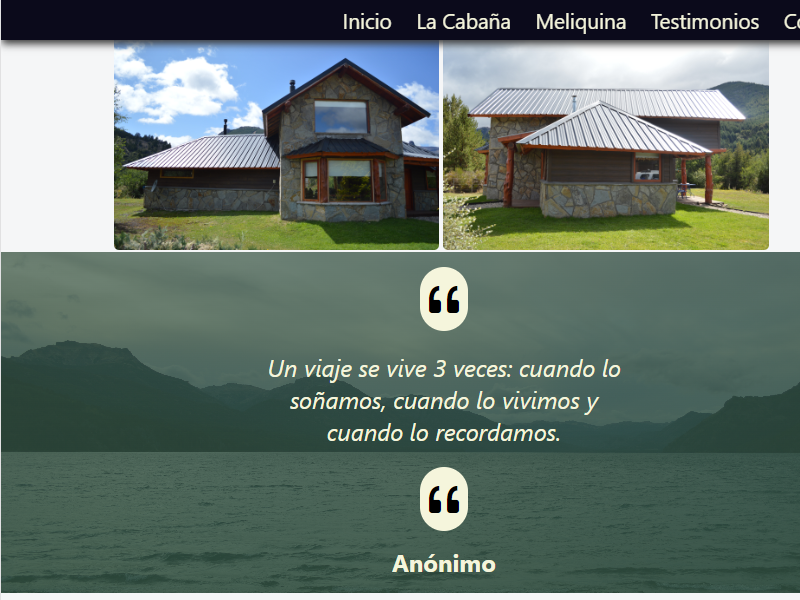 Inicio La Cabaña Meliquina Testimonios
Un viaje se vive 3 veces: cuando lo
soñamos, cuando lo vivimos y
cuando lo recordamos.
Anónimo